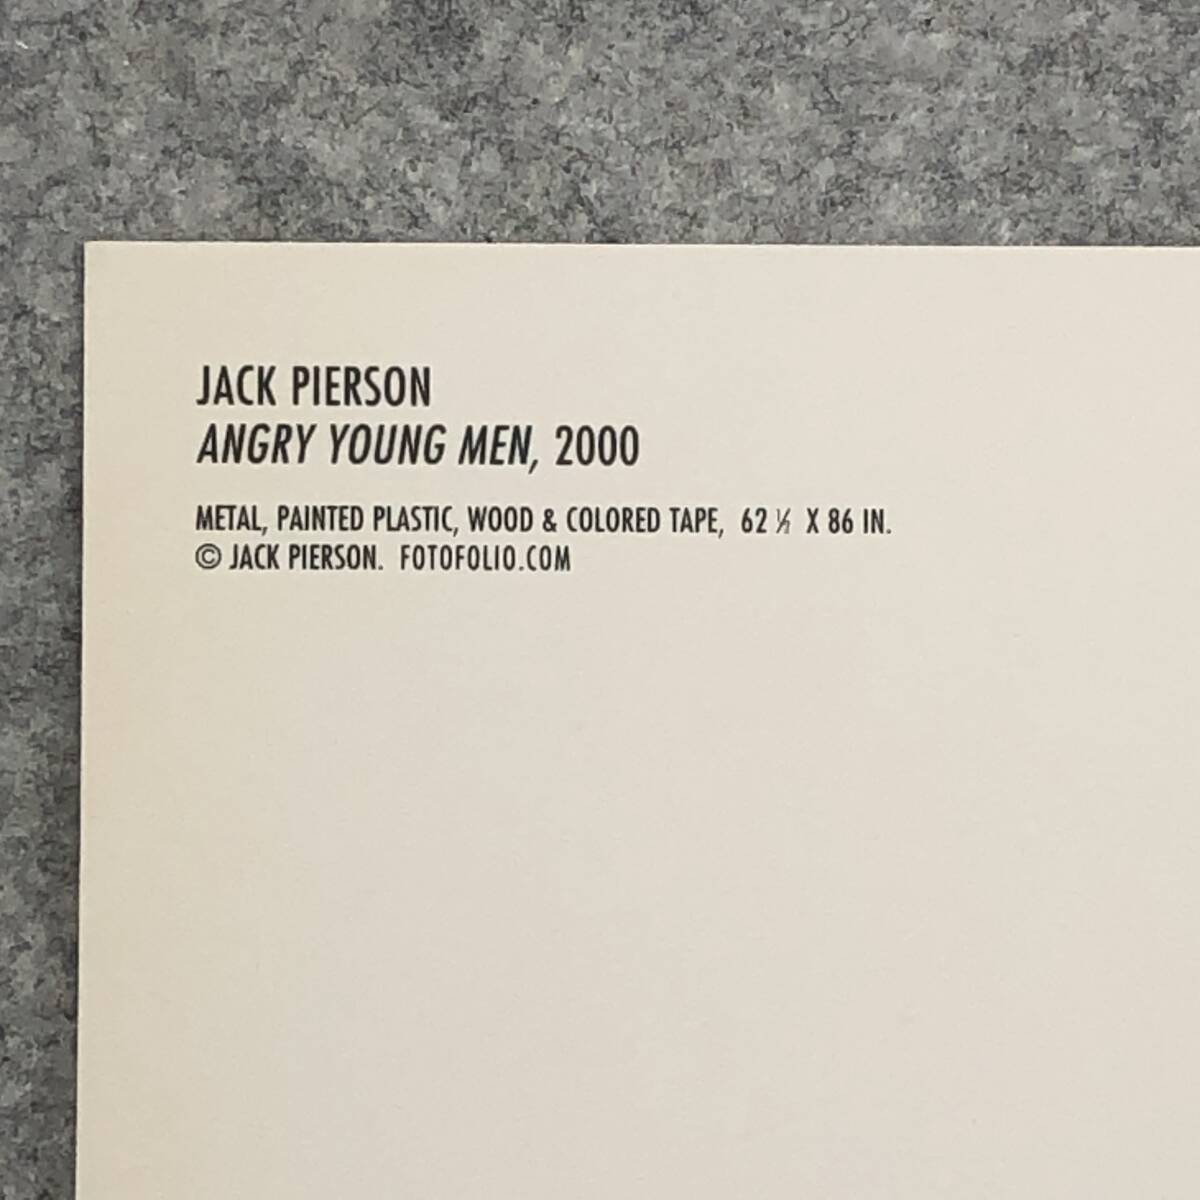 JACK PIERSON
ANGRY YOUNG MEN, 2000
METAL, PAINTED PLASTIC, WOOD & COLORED TAPE, 62 ½ X 86 IN.
© JACK PIERSON. FOTOFOLIO.COM